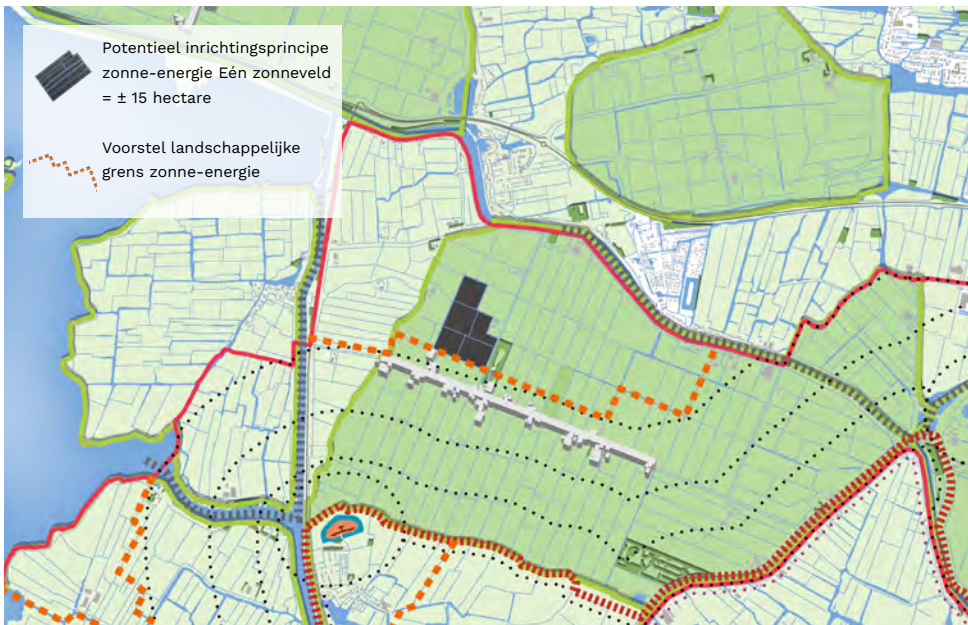 Potentieel inrichtingsprincipe
zonne-energie Eén zonneveld
= ± 15 hectare
Voorstel landschappelijke
grens zonne-energie